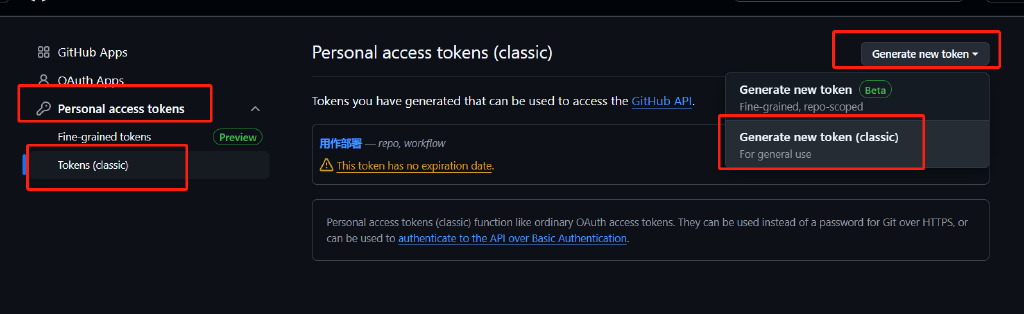 GitHub Apps
OAuth Apps
Personal access tokens
Fine-grained tokens Preview
Tokens (classic)
Personal access tokens (classic)
Generate new token
Generate new token Beta
Fine-grained, repo-scoped
Generate new token (classic)
For general use
Tokens you have generated that can be used to access the GitHub API.
用作部署 — repo, workflow
This token has no expiration date.
Personal access tokens (classic) function like ordinary OAuth access tokens. They can be used instead of a password for Git over HTTPS, or
can be used to authenticate to the API over Basic Authentication.